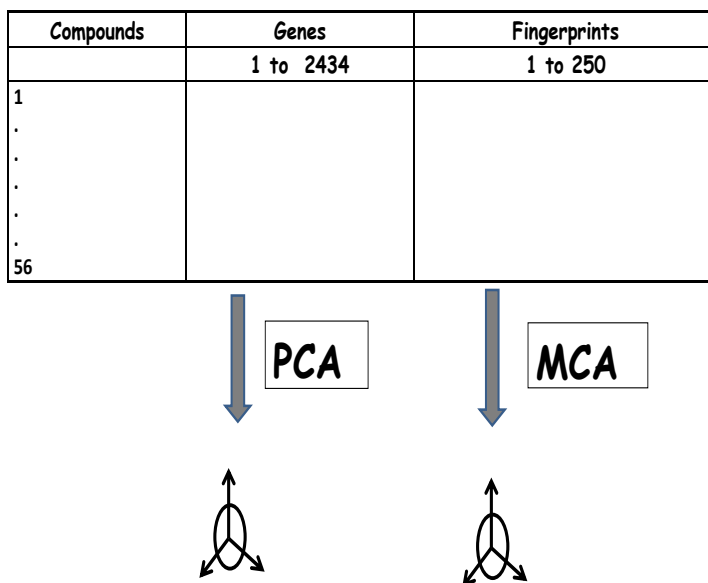 Compounds Genes Fingerprints
1 to 2434 1 to 250
1
.
.
.
.
.
56
PCA MCA